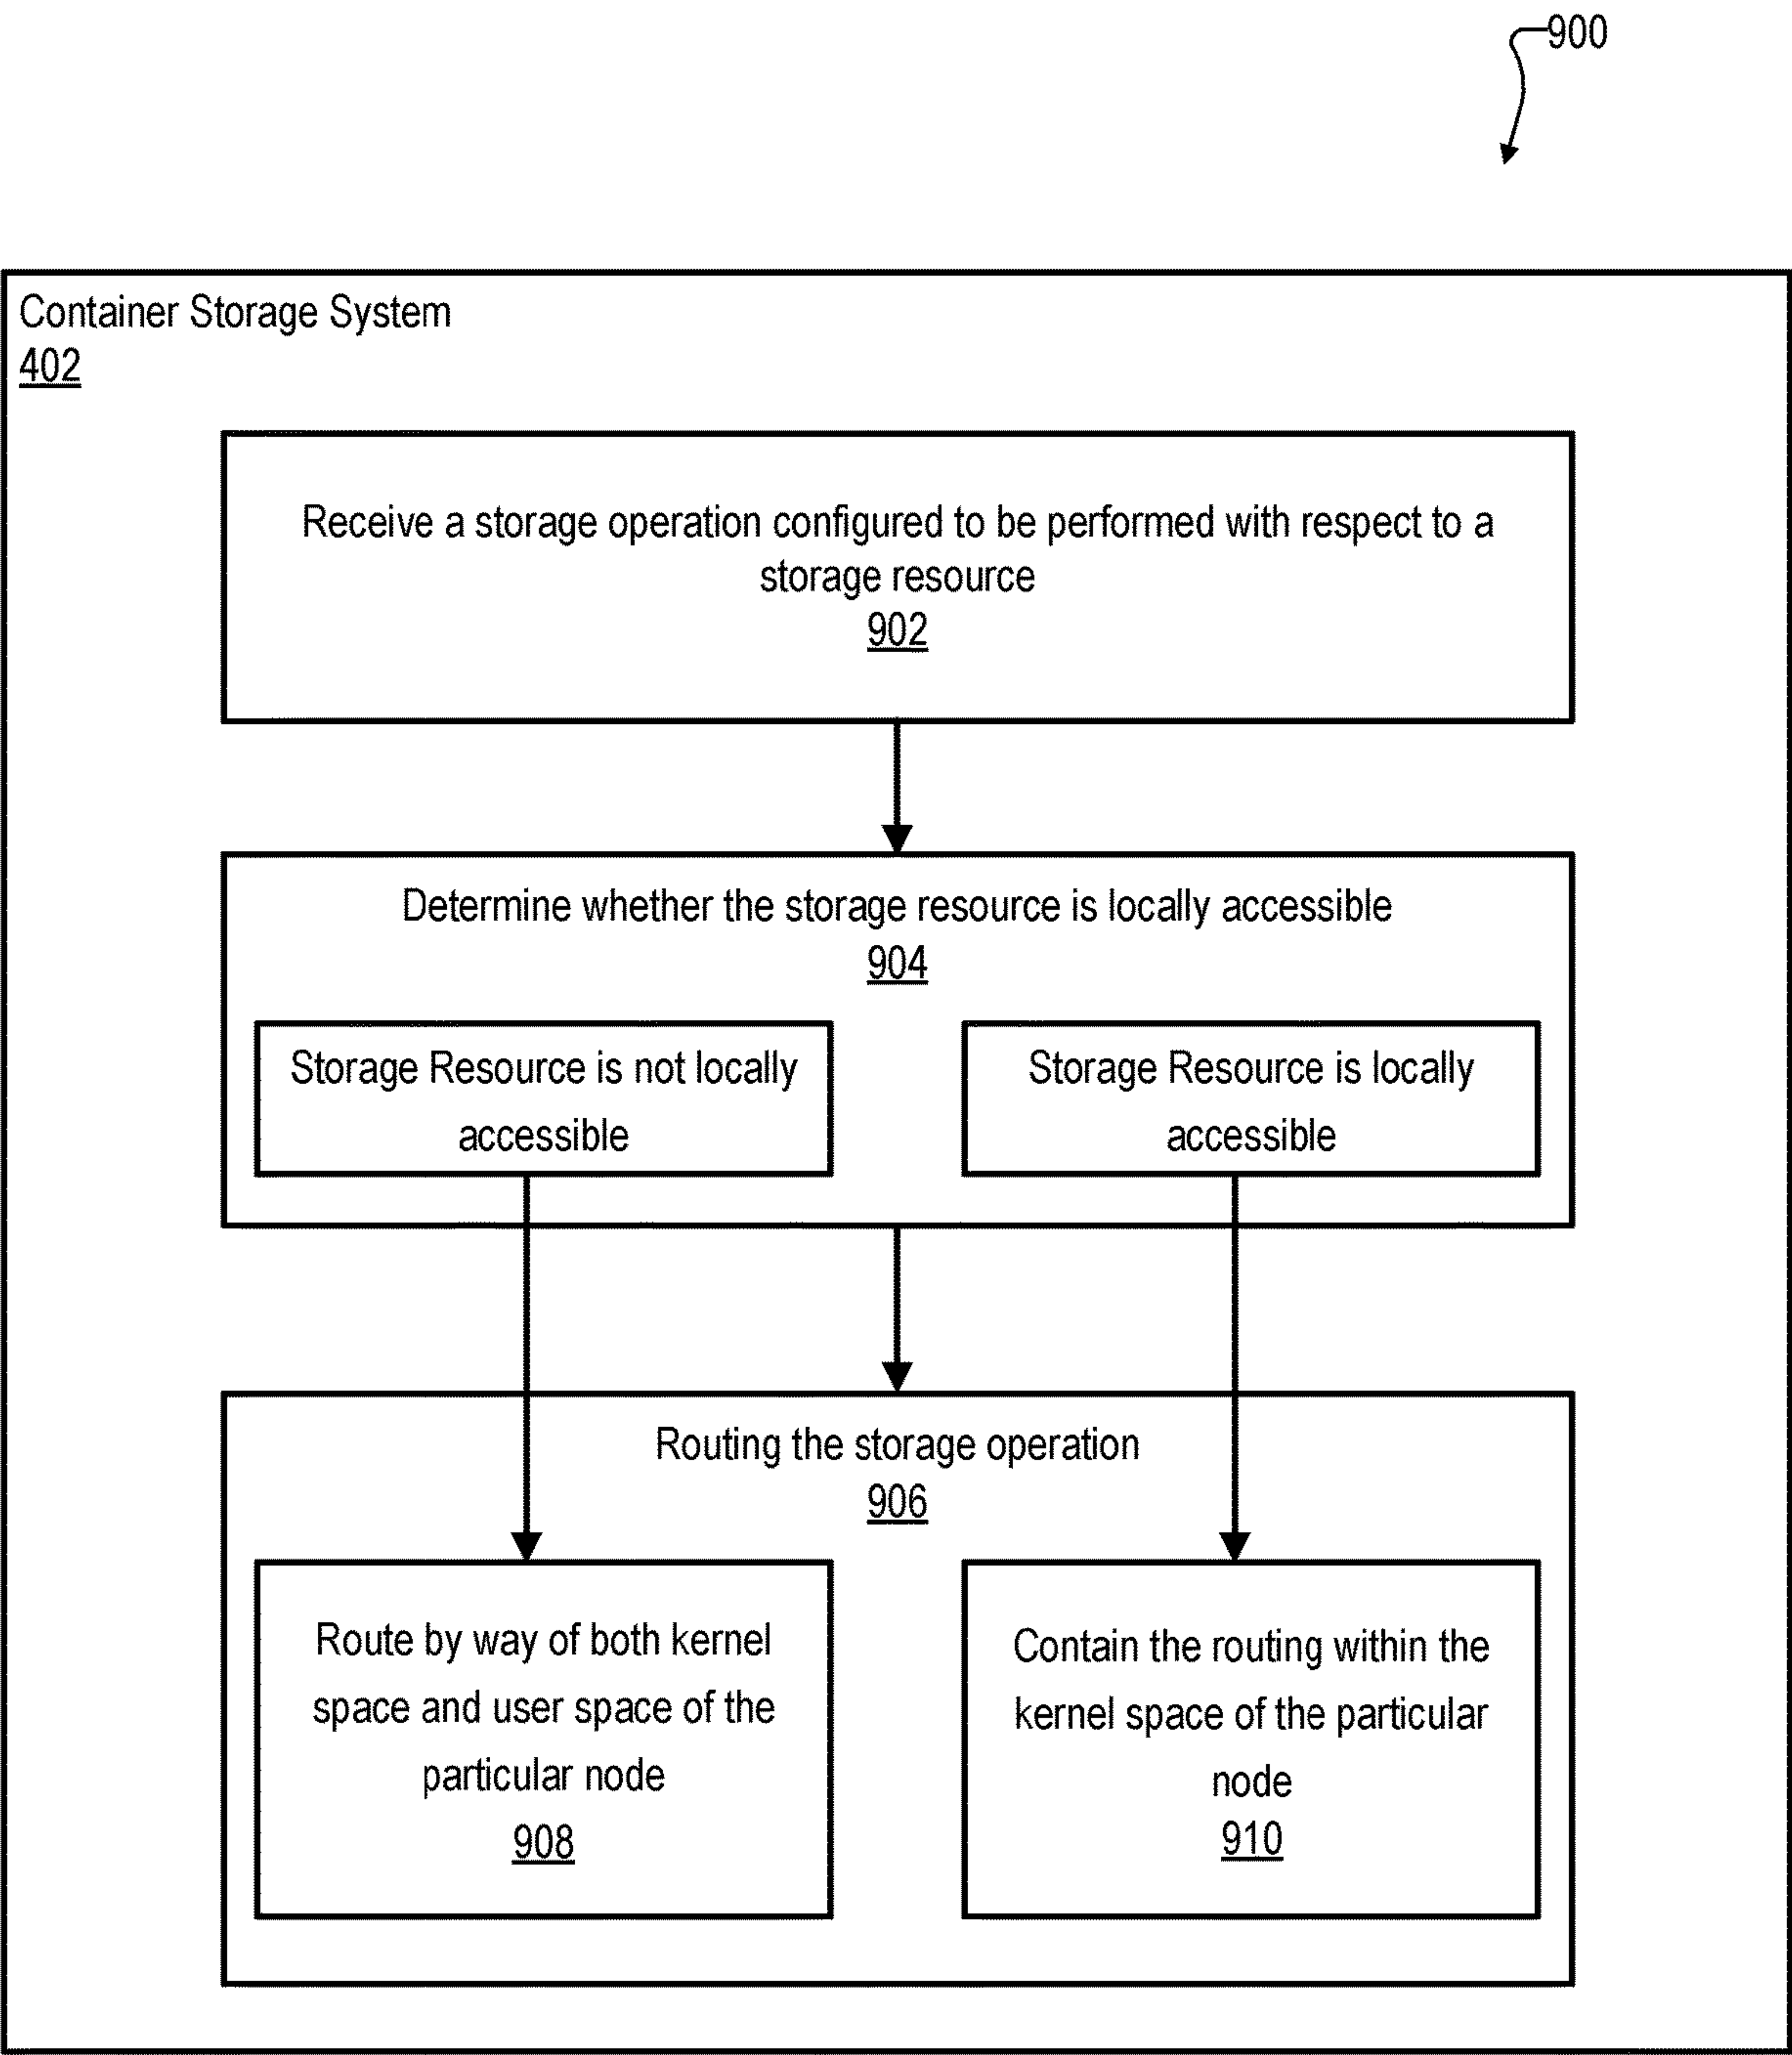 900
Container Storage System
402
Receive a storage operation configured to be performed with respect to a
storage resource
902
Determine whether the storage resource is locally accessible
904
Storage Resource is not locally
accessible
Storage Resource is locally
accessible
Routing the storage operation
906
Route by way of both kernel
space and user space of the
particular node
908
Contain the routing within the
kernel space of the particular
node
910